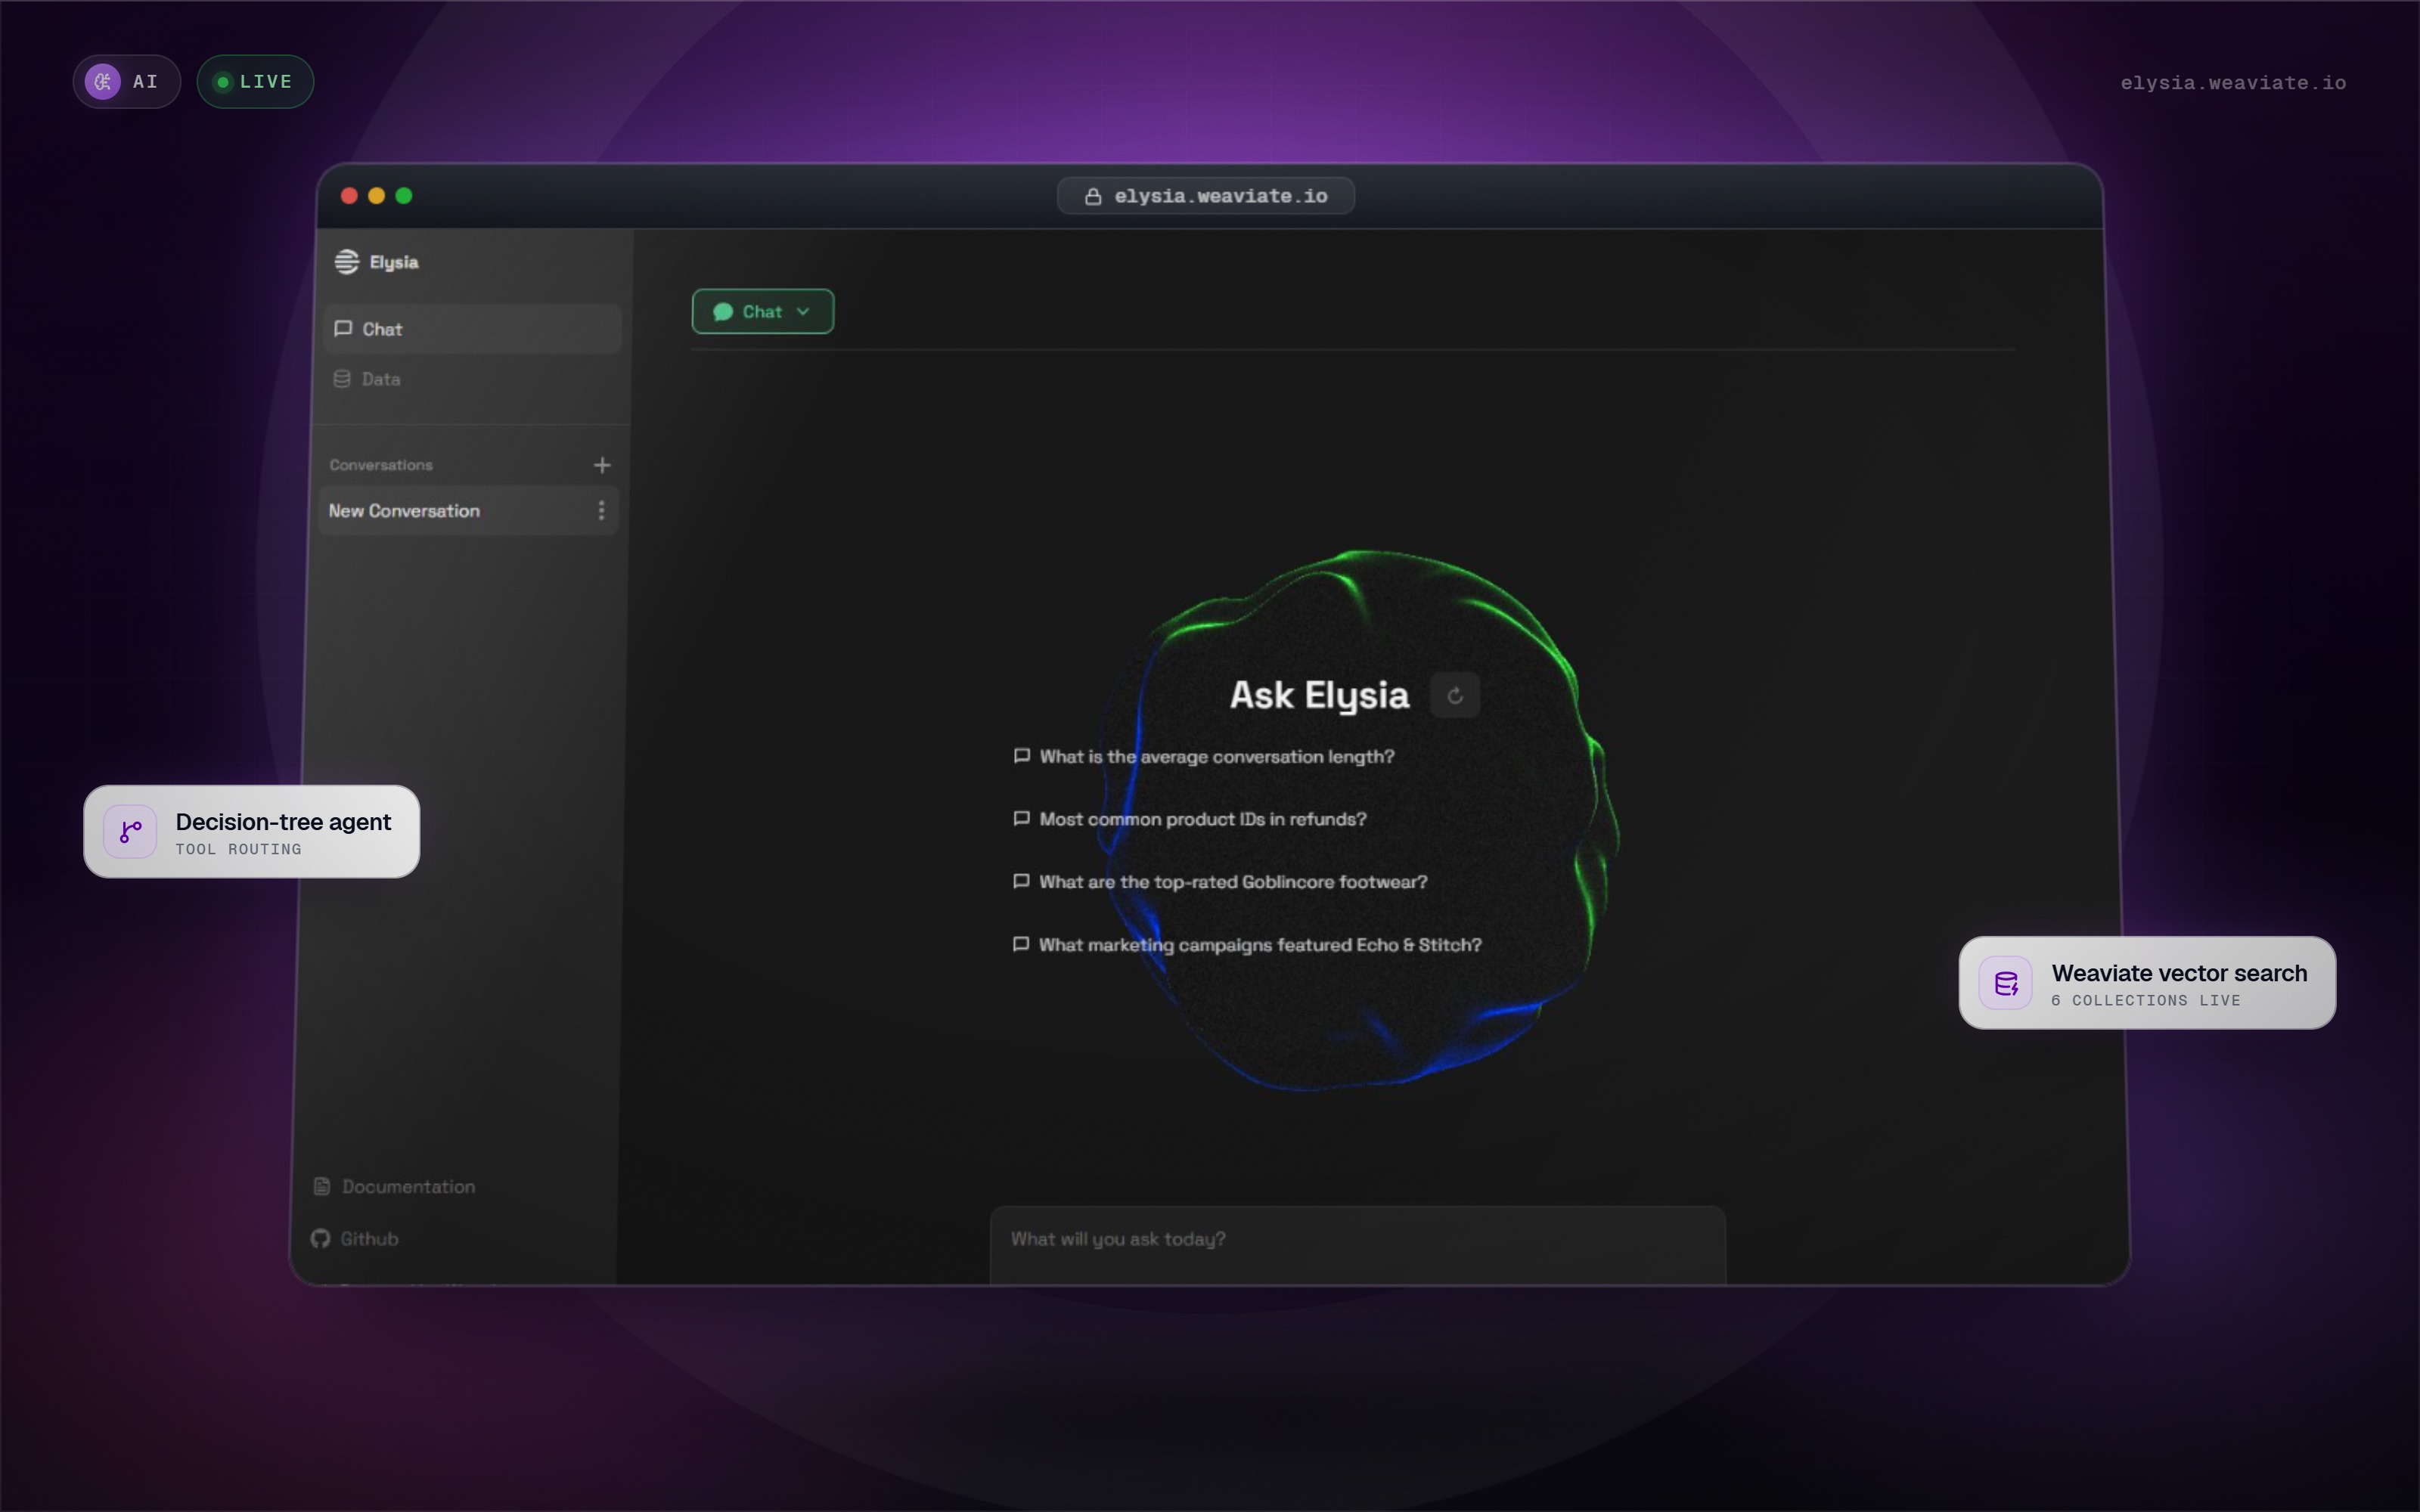 AI
LIVE
elysia.weaviate.io
elysia.weaviate.io
Elysia
Chat
Data
Conversations
New Conversation
Chat
Ask Elysia
What is the average conversation length?
Most common product IDs in refunds?
What are the top-rated Goblincore footwear?
What marketing campaigns featured Echo & Stitch?
Decision-tree agent
TOOL ROUTING
Weaviate vector search
6 COLLECTIONS LIVE
Documentation
Github
What will you ask today?